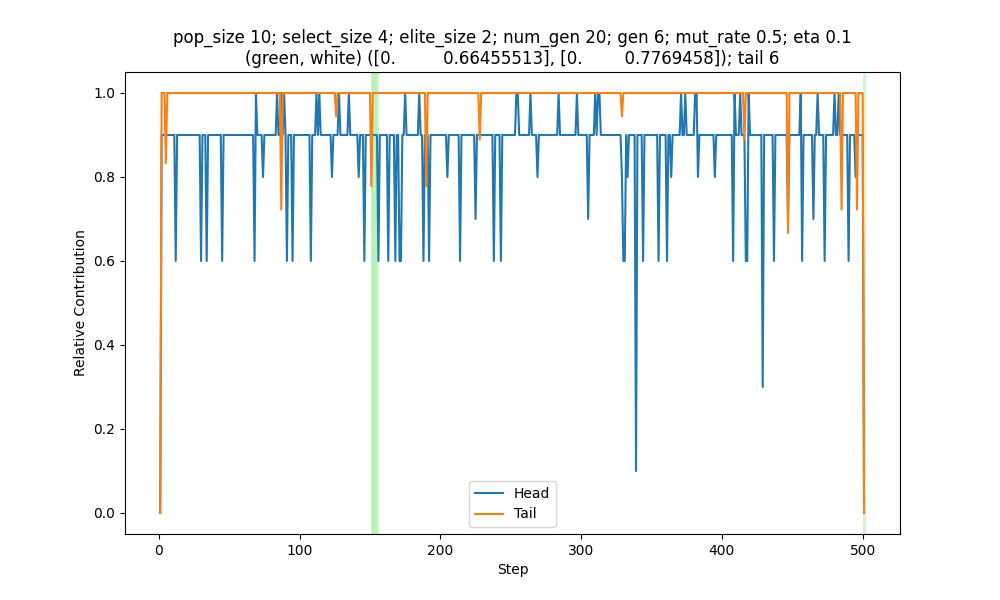 pop_size 10; select_size 4; elite_size 2; num_gen 20; gen 6; mut_rate 0.5; eta 0.1
(green, white) ([0.         0.66455513], [0.        0.7769458]); tail 6
1.0
0.8
0.6
0.4
0.2
0.0
Relative Contribution
Head
Tail
0
100
200
300
400
500
Step